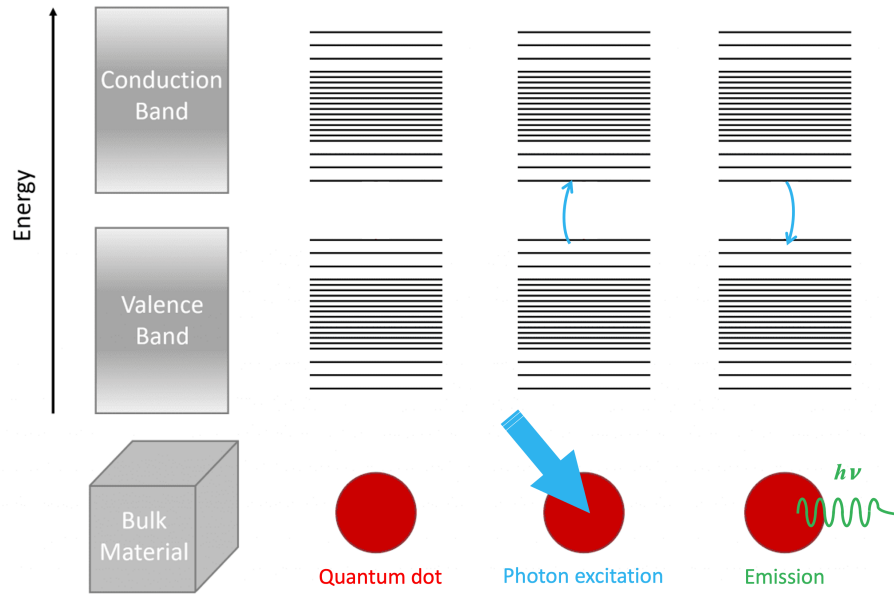 Energy
Conduction
Band
Valence
Band
Bulk
Material
hν
Quantum dot
Photon excitation
Emission